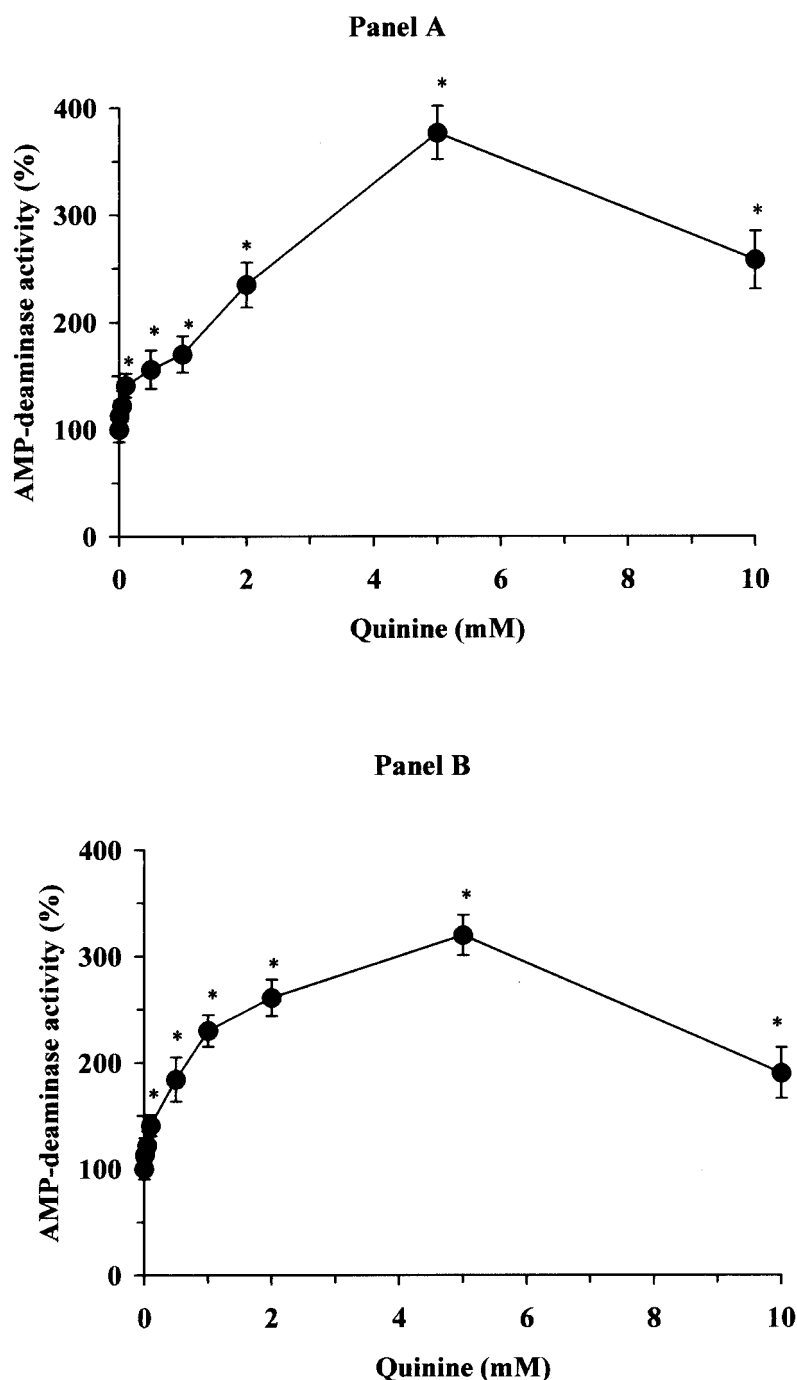 Panel A
*
400
*
300
*
AMP-deaminase activity (%)
200
*
*
*
100
0
0 2 4 6 8 10
Quinine (mM)
Panel B
400
*
AMP-deaminase activity (%)
300
*
*
*
*
200
*
100
0
0 2 4 6 8 10
Quinine (mM)